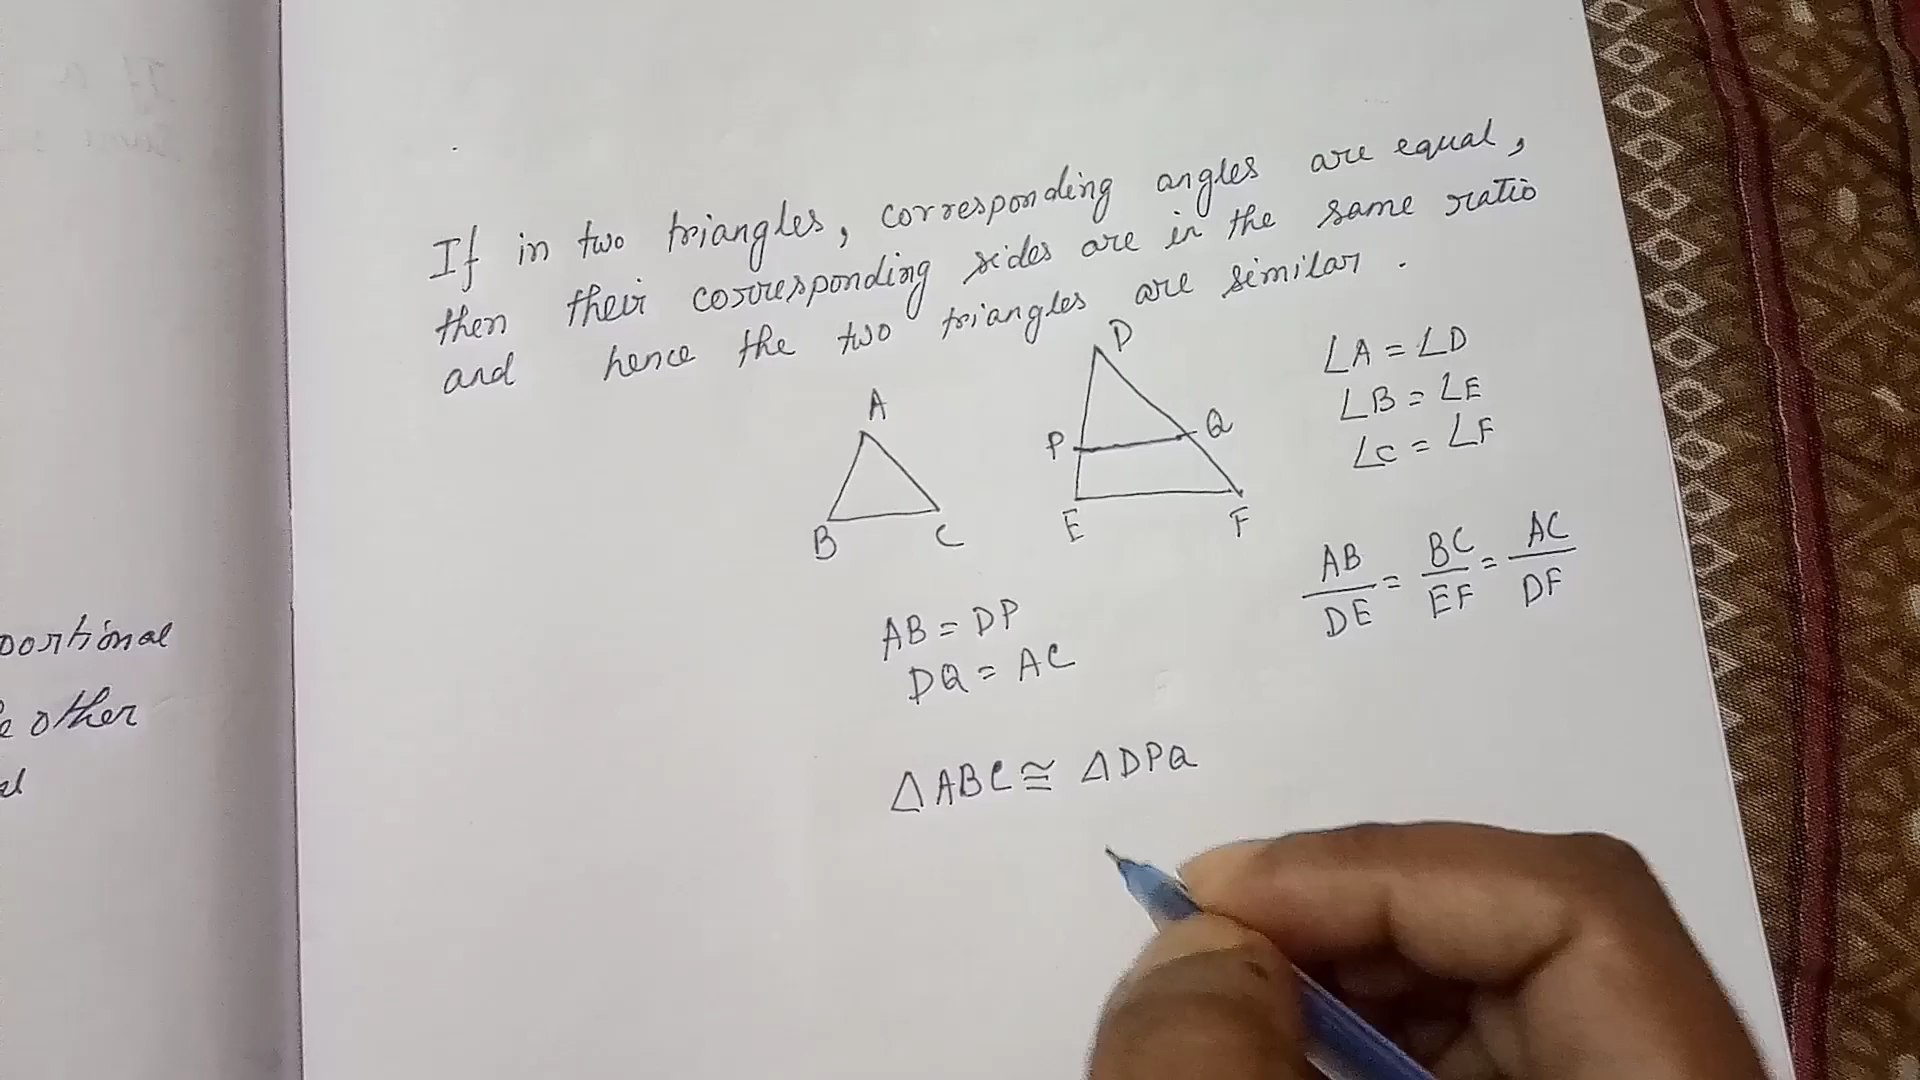 If in two triangles, corresponding angles are equal,
then their corresponding sides are in the same ratio
and hence the two triangles are similar.
A
B
C
D
P
Q
E
F
∠A = ∠D
∠B = ∠E
∠C = ∠F
AB/DE = BC/EF = AC/DF
AB = DP
DQ = AC
△ABC ≅ △DPQ
other